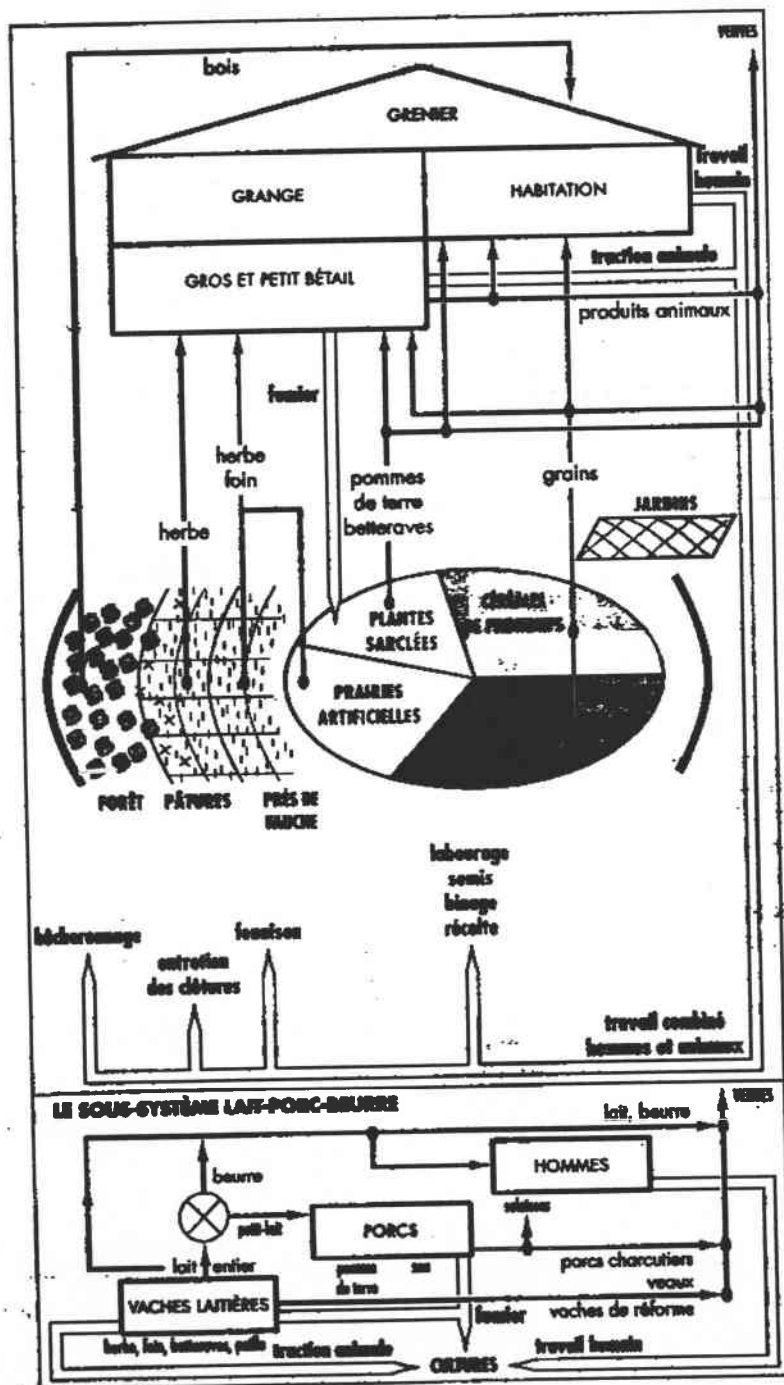 VENTES
bois
GRENIER
travail
humain
GRANGE
HABITATION
traction animale
GROS ET PETIT BÉTAIL
produits animaux
fumier
herbe
foin
pommes
de terre
betteraves
grains
herbe
JARDINS
CÉRÉALES
DE PRINTEMPS
PLANTES
SARCLÉES
PRAIRIES
ARTIFICIELLES
FORÊT
PÂTURES
PRÉS DE
FAUCHE
labourage
semis
binage
récolte
bûcheronnage
fenaison
entretien
des clôtures
travail combiné
hommes et animaux
LE SOUS-SYSTÈME LAIT-PORC-BEURRE
VENTES
lait, beurre
beurre
HOMMES
petit-lait
salaisons
PORCS
lait entier
pommes
de terre
son
porcs charcutiers
veaux
VACHES LAITIÈRES
fumier
vaches de réforme
herbe, foin, betteraves, paille
traction animale
CULTURES
travail humain